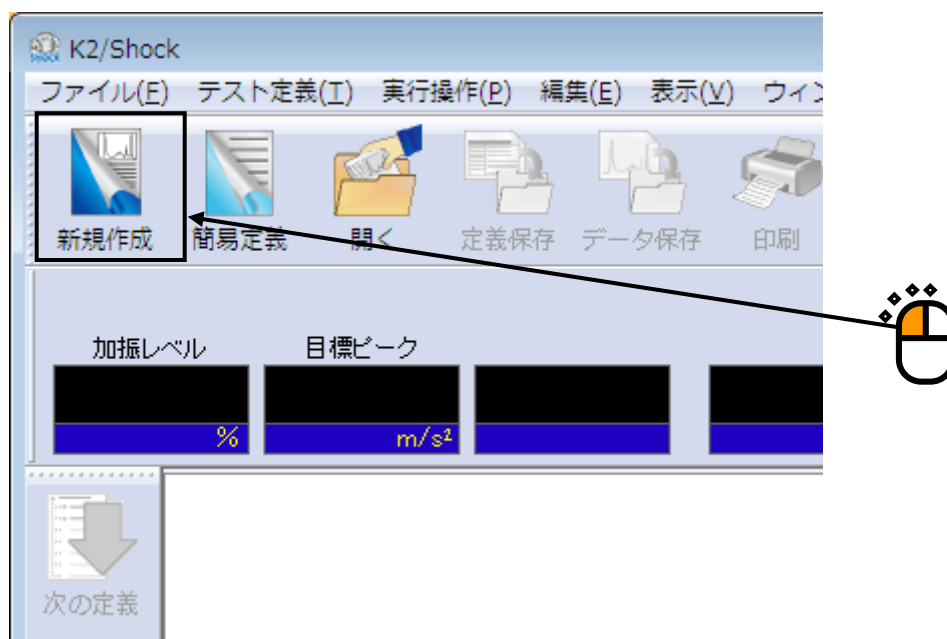 K2/Shock
ファイル(F) テスト定義(T) 実行操作(P) 編集(E) 表示(V) ウィン
新規作成 簡易定義 開く 定義保存 データ保存 印刷
加振レベル 目標ピーク
% m/s²
次の定義